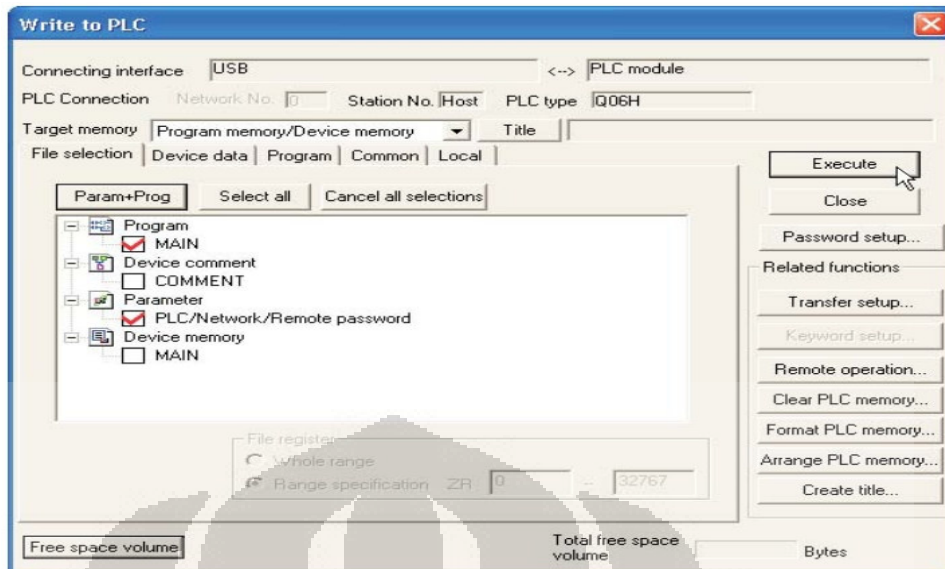 Write to PLC
Connecting interface USB <--> PLC module
PLC Connection Network No. 0 Station No. Host PLC type Q06H
Target memory Program memory/Device memory Title
File selection Device data Program Common Local
Execute
Param+Prog Select all Cancel all selections
Close
Program
MAIN
Password setup...
Device comment
COMMENT
Related functions
Parameter
PLC/Network/Remote password
Transfer setup...
Device memory
MAIN
Keyword setup...
Remote operation...
Clear PLC memory...
Format PLC memory...
File register
Whole range
Arrange PLC memory...
Range specification ZR 0 -- 32767
Create title...
Free space volume
Total free space
volume Bytes